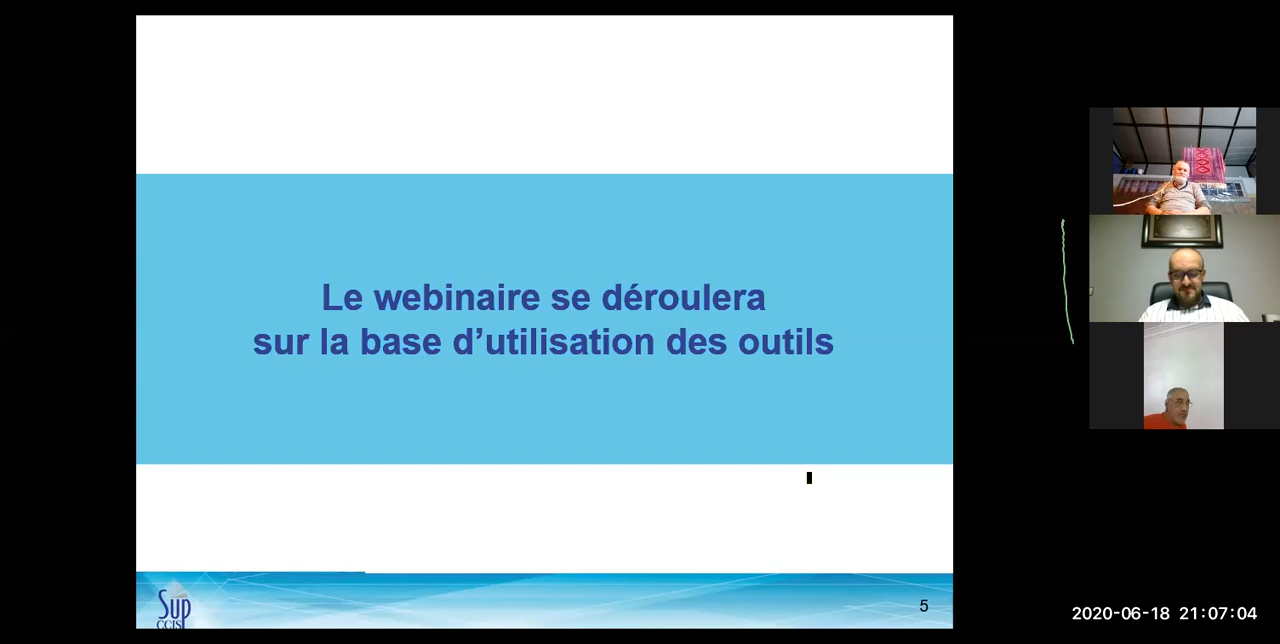 Le webinaire se déroulera
sur la base d’utilisation des outils
Sup
CCIS
5
2020-06-18 21:07:04